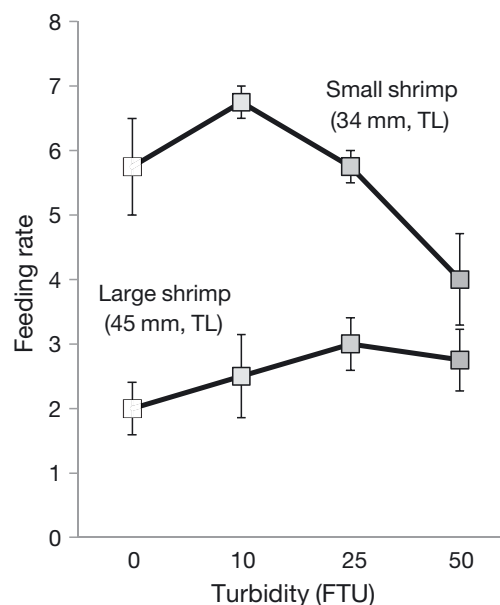 8
7
Small shrimp
(34 mm, TL)
6
5
Feeding rate
4
Large shrimp
(45 mm, TL)
3
2
1
0
0 10 25 50
Turbidity (FTU)